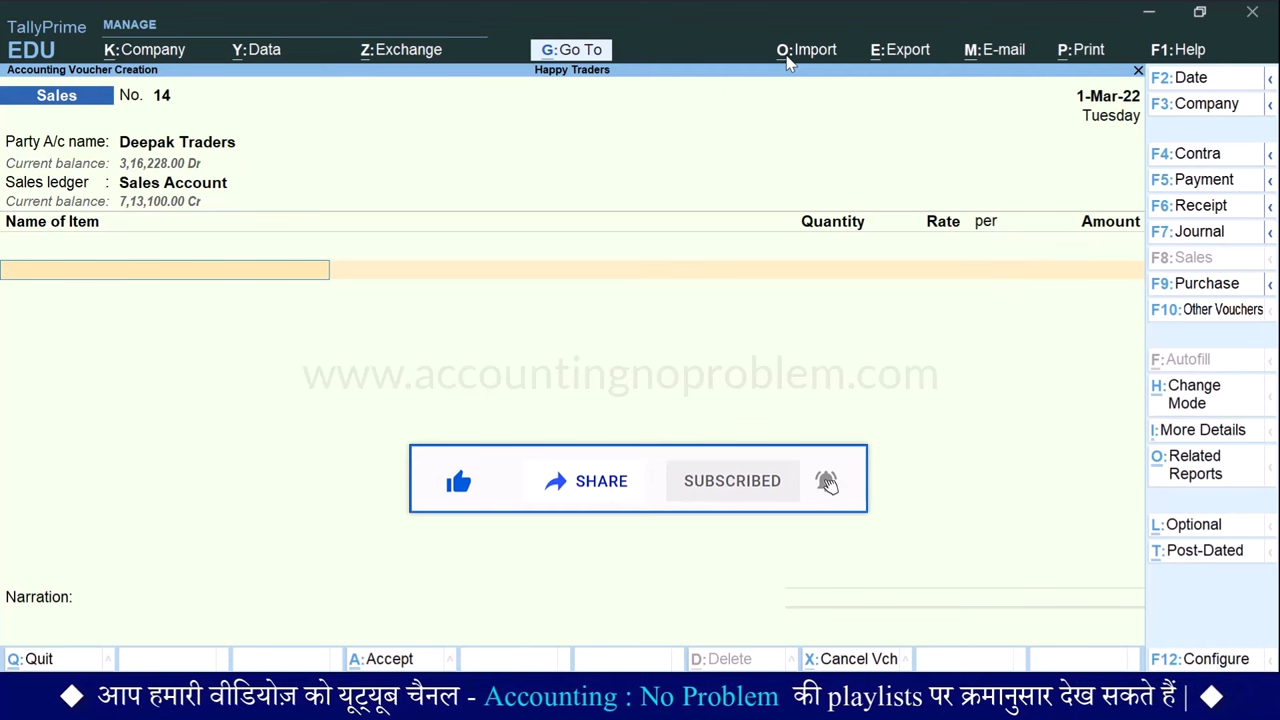 TallyPrime MANAGE
EDU K:Company Y:Data Z:Exchange G:Go To O:Import E:Export M:E-mail P:Print F1:Help
Accounting Voucher Creation Happy Traders
Sales No. 14 1-Mar-22
Tuesday
Party A/c name: Deepak Traders
Current balance: 3,16,228.00 Dr
Sales ledger : Sales Account
Current balance: 7,13,100.00 Cr
Name of Item Quantity Rate per Amount
www.accountingnoproblem.com
SHARE SUBSCRIBED
Narration:
Q:Quit A:Accept D:Delete X:Cancel Vch
F2:Date
F3:Company
F4:Contra
F5:Payment
F6:Receipt
F7:Journal
F8:Sales
F9:Purchase
F10:Other Vouchers
F:Autofill
H:Change
Mode
I:More Details
O:Related
Reports
L:Optional
T:Post-Dated
F12:Configure
आप हमारी वीडियोज़ को यूट्यूब चैनल - Accounting : No Problem की playlists पर क्रमानुसार देख सकते हैं |